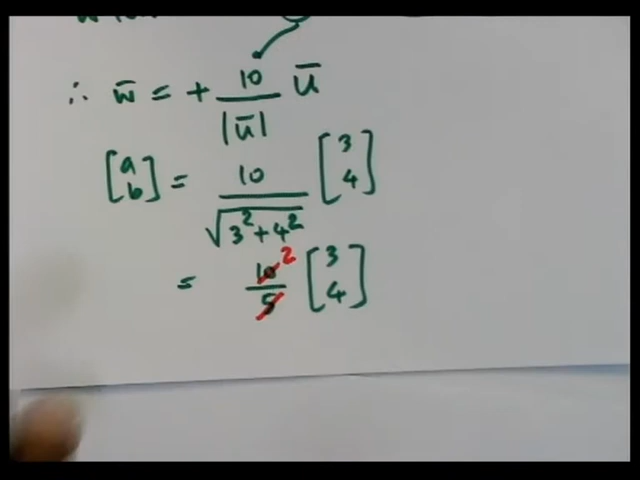 ∴ w̄ = + 10/|ū| ū
[a b] = 10/√(3²+4²) [3 4]
= 10/5 2 [3 4]